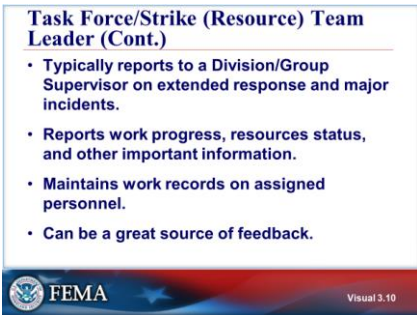 Task Force/Strike (Resource) Team
Leader (Cont.)
• Typically reports to a Division/Group
Supervisor on extended response and major
incidents.
• Reports work progress, resources status,
and other important information.
• Maintains work records on assigned
personnel.
• Can be a great source of feedback.
FEMA
Visual 3.10